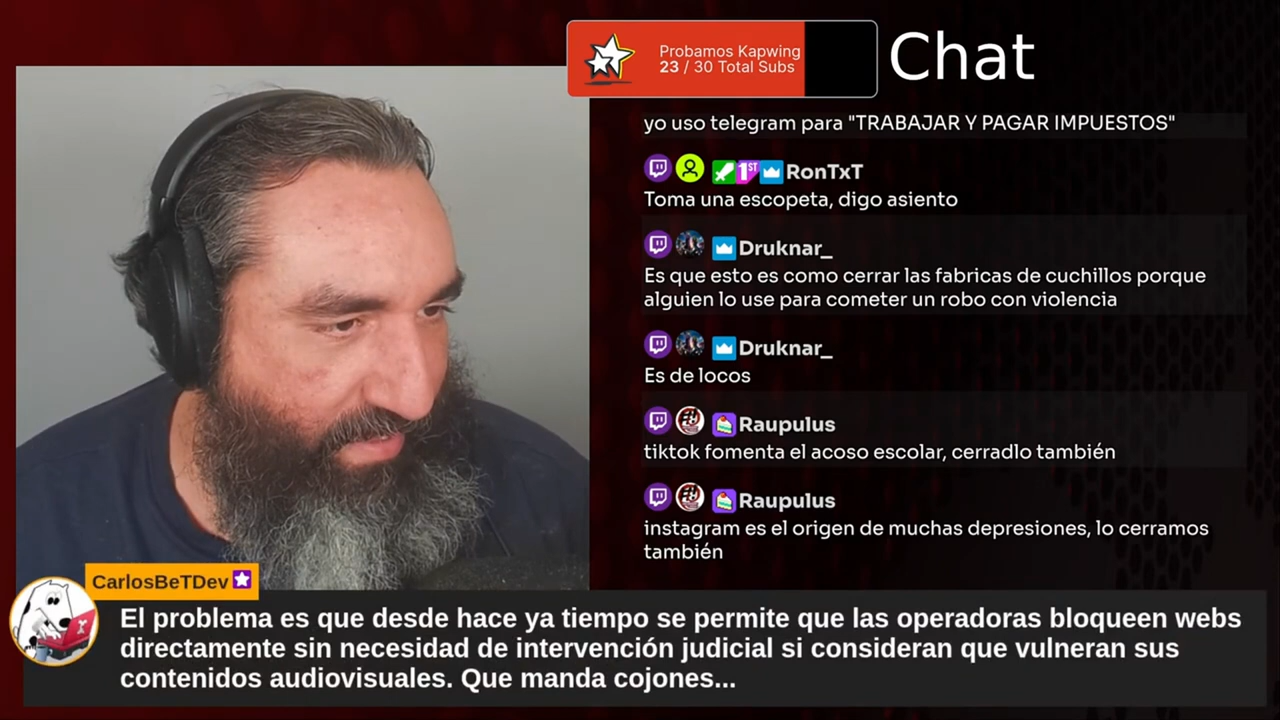 Probamos Kapwing
23 / 30 Total Subs
Chat
yo uso telegram para "TRABAJAR Y PAGAR IMPUESTOS"
1ST RonTxT
Toma una escopeta, digo asiento
Druknar_
Es que esto es como cerrar las fabricas de cuchillos porque
alguien lo use para cometer un robo con violencia
Druknar_
Es de locos
Raupulus
tiktok fomenta el acoso escolar, cerradlo también
Raupulus
instagram es el origen de muchas depresiones, lo cerramos
también
CarlosBeTDev
El problema es que desde hace ya tiempo se permite que las operadoras bloqueen webs
directamente sin necesidad de intervención judicial si consideran que vulneran sus
contenidos audiovisuales. Que manda cojones...